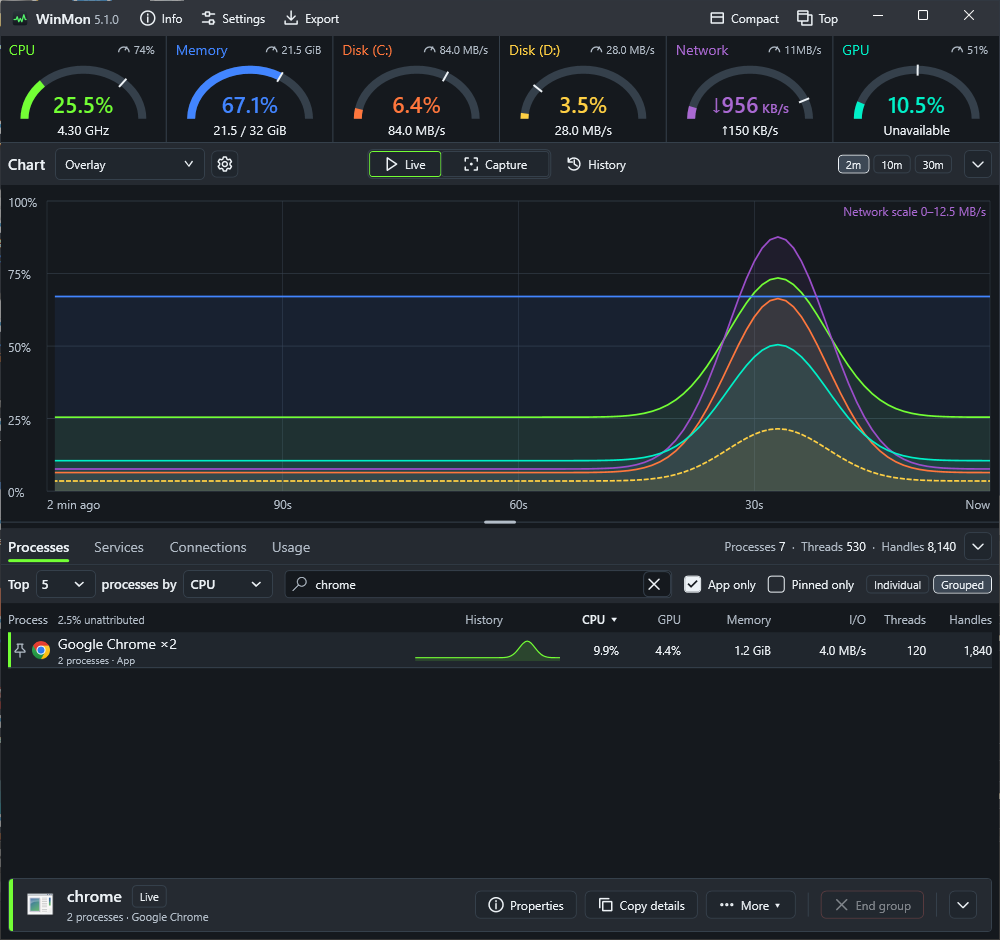 WinMon 5.1.0 Info Settings Export Compact Top
CPU 74% Memory 21.5 GiB Disk (C:) 84.0 MB/s Disk (D:) 28.0 MB/s Network 11MB/s GPU 51%
25.5% 67.1% 6.4% 3.5% ↓956 KB/s 10.5%
4.30 GHz 21.5 / 32 GiB 84.0 MB/s 28.0 MB/s ↑150 KB/s Unavailable
Chart Overlay Live Capture History 2m 10m 30m
100%
Network scale 0–12.5 MB/s
75%
50%
25%
0%
2 min ago 90s 60s 30s Now
Processes Services Connections Usage Processes 7 · Threads 530 · Handles 8,140
Top 5 processes by CPU chrome App only Pinned only Individual Grouped
Process 2.5% unattributed History CPU ▼ GPU Memory I/O Threads Handles
Google Chrome ×2
2 processes · App
9.9% 4.4% 1.2 GiB 4.0 MB/s 120 1,840
chrome Live
2 processes · Google Chrome
Properties Copy details ••• More ▾ End group